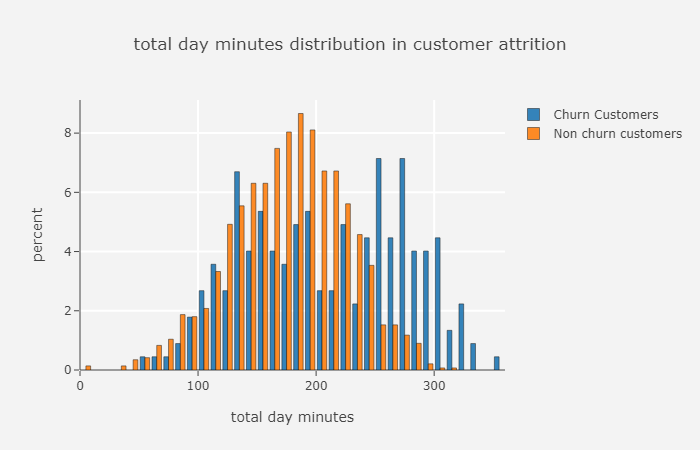 total day minutes distribution in customer attrition
Churn Customers
Non churn customers
8
6
4
2
0
percent
0 100 200 300
total day minutes